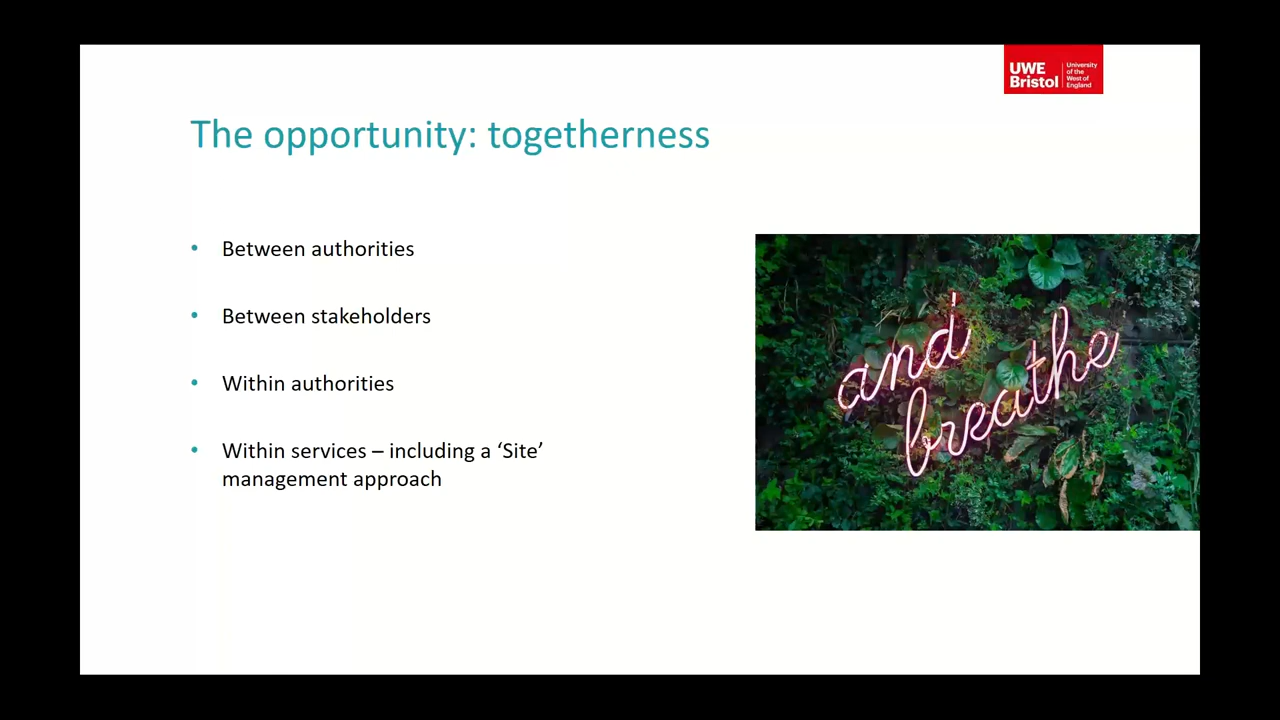 UWE
Bristol
University
of the
West of
England
The opportunity: togetherness
• Between authorities
• Between stakeholders
• Within authorities
• Within services – including a ‘Site’
management approach
and
breathe